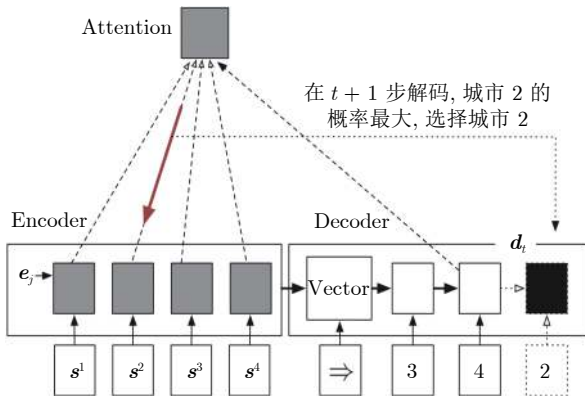 Attention
在 t + 1 步解码, 城市 2 的
概率最大, 选择城市 2
Encoder
Decoder
d_t
e_j
Vector
s^1 s^2 s^3 s^4 ⇒ 3 4 2